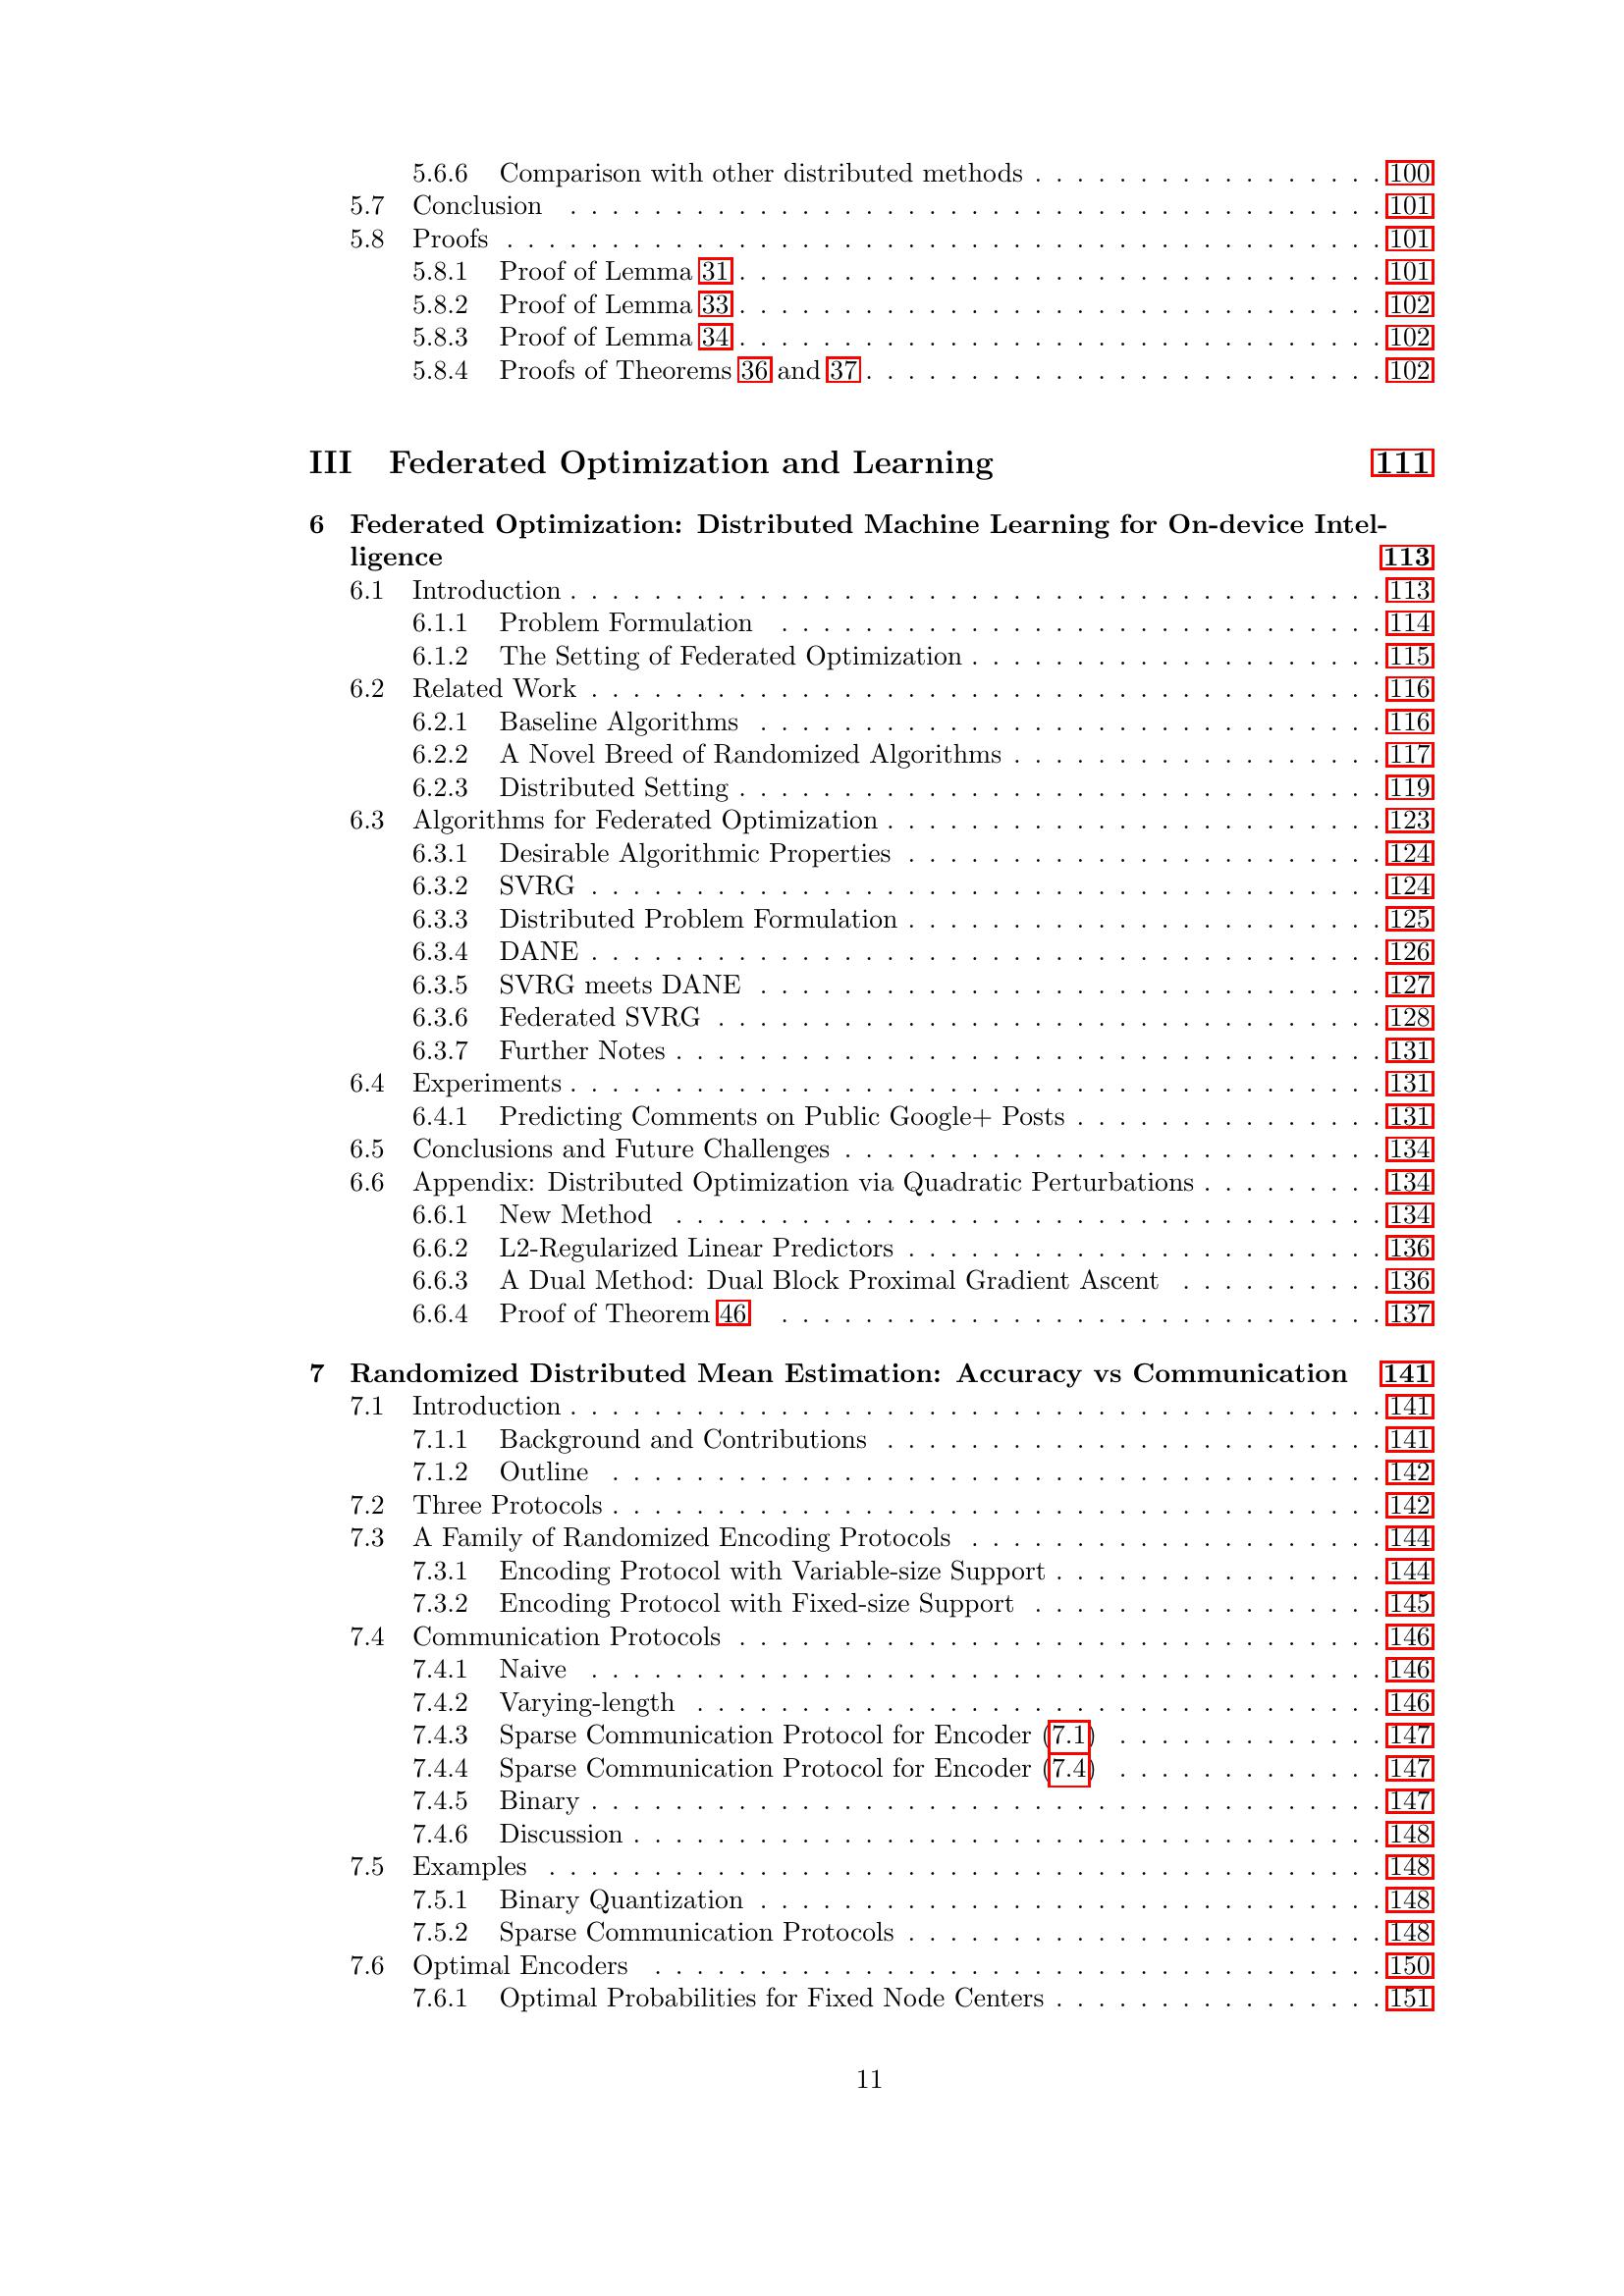 5.6.6 Comparison with other distributed methods . . . . . . . . . . . . . . . . . 100
5.7 Conclusion . . . . . . . . . . . . . . . . . . . . . . . . . . . . . . . . . . . . . . . 101
5.8 Proofs . . . . . . . . . . . . . . . . . . . . . . . . . . . . . . . . . . . . . . . . . . 101
5.8.1 Proof of Lemma 31 . . . . . . . . . . . . . . . . . . . . . . . . . . . . . . . 101
5.8.2 Proof of Lemma 33 . . . . . . . . . . . . . . . . . . . . . . . . . . . . . . . 102
5.8.3 Proof of Lemma 34 . . . . . . . . . . . . . . . . . . . . . . . . . . . . . . . 102
5.8.4 Proofs of Theorems 36 and 37 . . . . . . . . . . . . . . . . . . . . . . . . . 102
III Federated Optimization and Learning 111
6 Federated Optimization: Distributed Machine Learning for On-device Intel-
ligence 113
6.1 Introduction . . . . . . . . . . . . . . . . . . . . . . . . . . . . . . . . . . . . . . . 113
6.1.1 Problem Formulation . . . . . . . . . . . . . . . . . . . . . . . . . . . . . 114
6.1.2 The Setting of Federated Optimization . . . . . . . . . . . . . . . . . . . . 115
6.2 Related Work . . . . . . . . . . . . . . . . . . . . . . . . . . . . . . . . . . . . . . 116
6.2.1 Baseline Algorithms . . . . . . . . . . . . . . . . . . . . . . . . . . . . . . 116
6.2.2 A Novel Breed of Randomized Algorithms . . . . . . . . . . . . . . . . . . 117
6.2.3 Distributed Setting . . . . . . . . . . . . . . . . . . . . . . . . . . . . . . . 119
6.3 Algorithms for Federated Optimization . . . . . . . . . . . . . . . . . . . . . . . . 123
6.3.1 Desirable Algorithmic Properties . . . . . . . . . . . . . . . . . . . . . . . 124
6.3.2 SVRG . . . . . . . . . . . . . . . . . . . . . . . . . . . . . . . . . . . . . . 124
6.3.3 Distributed Problem Formulation . . . . . . . . . . . . . . . . . . . . . . . 125
6.3.4 DANE . . . . . . . . . . . . . . . . . . . . . . . . . . . . . . . . . . . . . . 126
6.3.5 SVRG meets DANE . . . . . . . . . . . . . . . . . . . . . . . . . . . . . . 127
6.3.6 Federated SVRG . . . . . . . . . . . . . . . . . . . . . . . . . . . . . . . . 128
6.3.7 Further Notes . . . . . . . . . . . . . . . . . . . . . . . . . . . . . . . . . . 131
6.4 Experiments . . . . . . . . . . . . . . . . . . . . . . . . . . . . . . . . . . . . . . . 131
6.4.1 Predicting Comments on Public Google+ Posts . . . . . . . . . . . . . . . 131
6.5 Conclusions and Future Challenges . . . . . . . . . . . . . . . . . . . . . . . . . . 134
6.6 Appendix: Distributed Optimization via Quadratic Perturbations . . . . . . . . . 134
6.6.1 New Method . . . . . . . . . . . . . . . . . . . . . . . . . . . . . . . . . . 134
6.6.2 L2-Regularized Linear Predictors . . . . . . . . . . . . . . . . . . . . . . . 136
6.6.3 A Dual Method: Dual Block Proximal Gradient Ascent . . . . . . . . . . 136
6.6.4 Proof of Theorem 46 . . . . . . . . . . . . . . . . . . . . . . . . . . . . . 137
7 Randomized Distributed Mean Estimation: Accuracy vs Communication 141
7.1 Introduction . . . . . . . . . . . . . . . . . . . . . . . . . . . . . . . . . . . . . . . 141
7.1.1 Background and Contributions . . . . . . . . . . . . . . . . . . . . . . . . 141
7.1.2 Outline . . . . . . . . . . . . . . . . . . . . . . . . . . . . . . . . . . . . . 142
7.2 Three Protocols . . . . . . . . . . . . . . . . . . . . . . . . . . . . . . . . . . . . . 142
7.3 A Family of Randomized Encoding Protocols . . . . . . . . . . . . . . . . . . . . 144
7.3.1 Encoding Protocol with Variable-size Support . . . . . . . . . . . . . . . . 144
7.3.2 Encoding Protocol with Fixed-size Support . . . . . . . . . . . . . . . . . 145
7.4 Communication Protocols . . . . . . . . . . . . . . . . . . . . . . . . . . . . . . . 146
7.4.1 Naive . . . . . . . . . . . . . . . . . . . . . . . . . . . . . . . . . . . . . . 146
7.4.2 Varying-length . . . . . . . . . . . . . . . . . . . . . . . . . . . . . . . . . 146
7.4.3 Sparse Communication Protocol for Encoder (7.1) . . . . . . . . . . . . . 147
7.4.4 Sparse Communication Protocol for Encoder (7.4) . . . . . . . . . . . . . 147
7.4.5 Binary . . . . . . . . . . . . . . . . . . . . . . . . . . . . . . . . . . . . . . 147
7.4.6 Discussion . . . . . . . . . . . . . . . . . . . . . . . . . . . . . . . . . . . . 148
7.5 Examples . . . . . . . . . . . . . . . . . . . . . . . . . . . . . . . . . . . . . . . . 148
7.5.1 Binary Quantization . . . . . . . . . . . . . . . . . . . . . . . . . . . . . . 148
7.5.2 Sparse Communication Protocols . . . . . . . . . . . . . . . . . . . . . . . 148
7.6 Optimal Encoders . . . . . . . . . . . . . . . . . . . . . . . . . . . . . . . . . . . 150
7.6.1 Optimal Probabilities for Fixed Node Centers . . . . . . . . . . . . . . . . 151
11